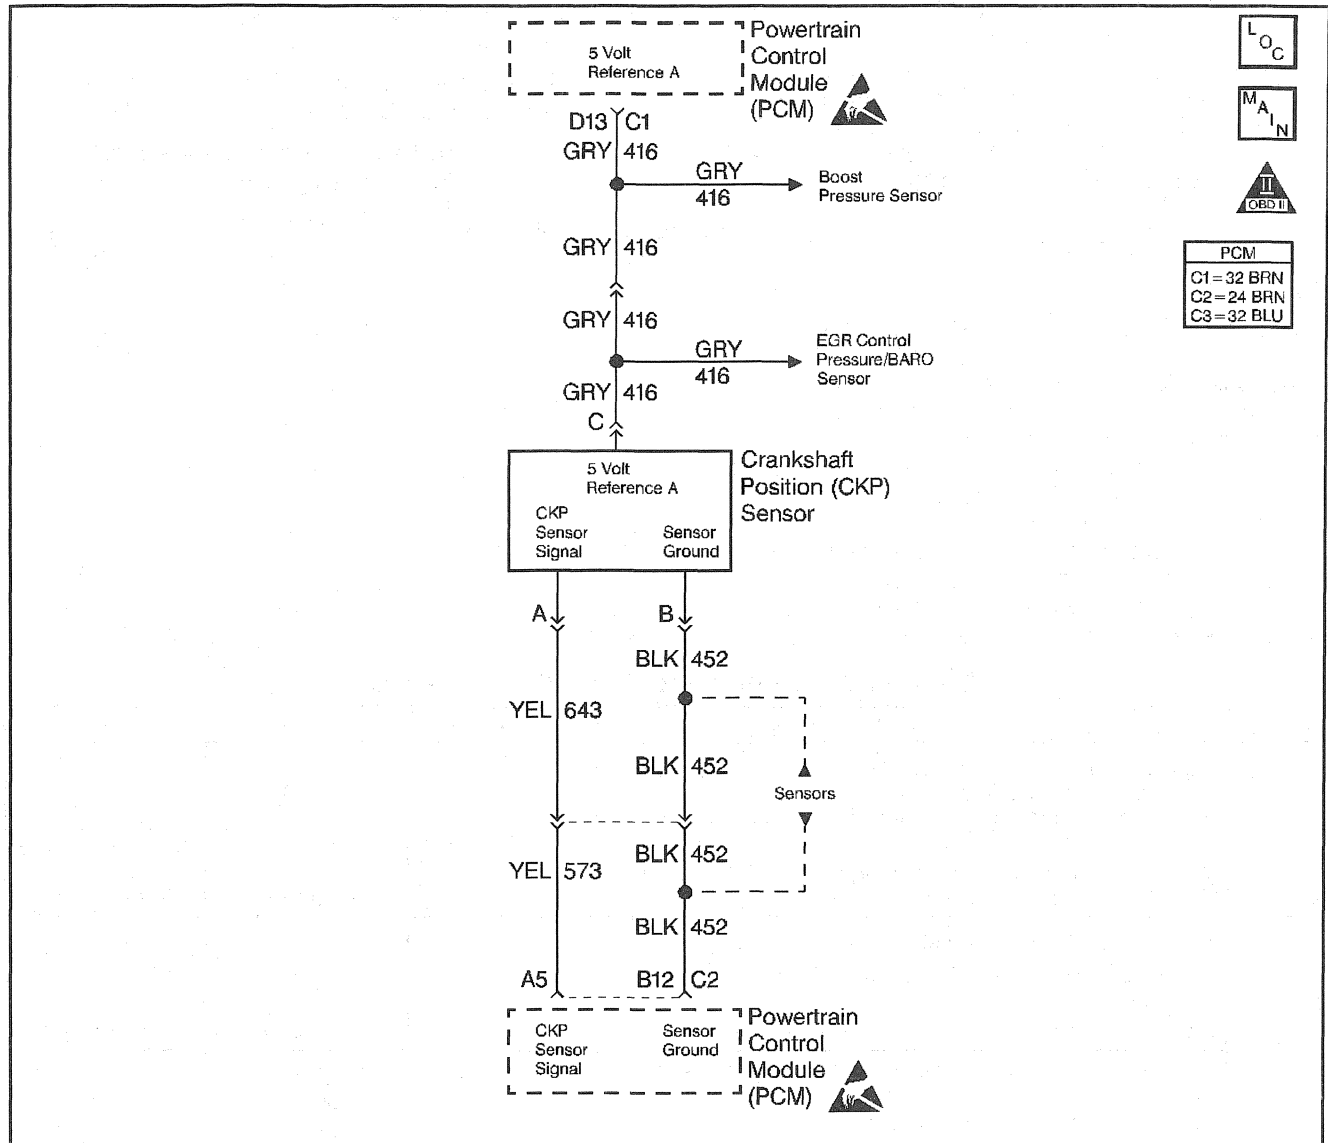 5 Volt
Reference A
Powertrain
Control
Module
(PCM)
L
O
C
M
A
I
N
II
OBD II
PCM
C1=32 BRN
C2=24 BRN
C3=32 BLU
D13 C1
GRY 416
GRY
416
Boost
Pressure Sensor
GRY 416
GRY 416
GRY
416
EGR Control
Pressure/BARO
Sensor
GRY 416
C
5 Volt
Reference A
CKP
Sensor
Signal
Sensor
Ground
Crankshaft
Position (CKP)
Sensor
A
B
BLK 452
YEL 643
BLK 452
Sensors
BLK 452
YEL 573
BLK 452
A5
B12 C2
CKP
Sensor
Signal
Sensor
Ground
Powertrain
Control
Module
(PCM)